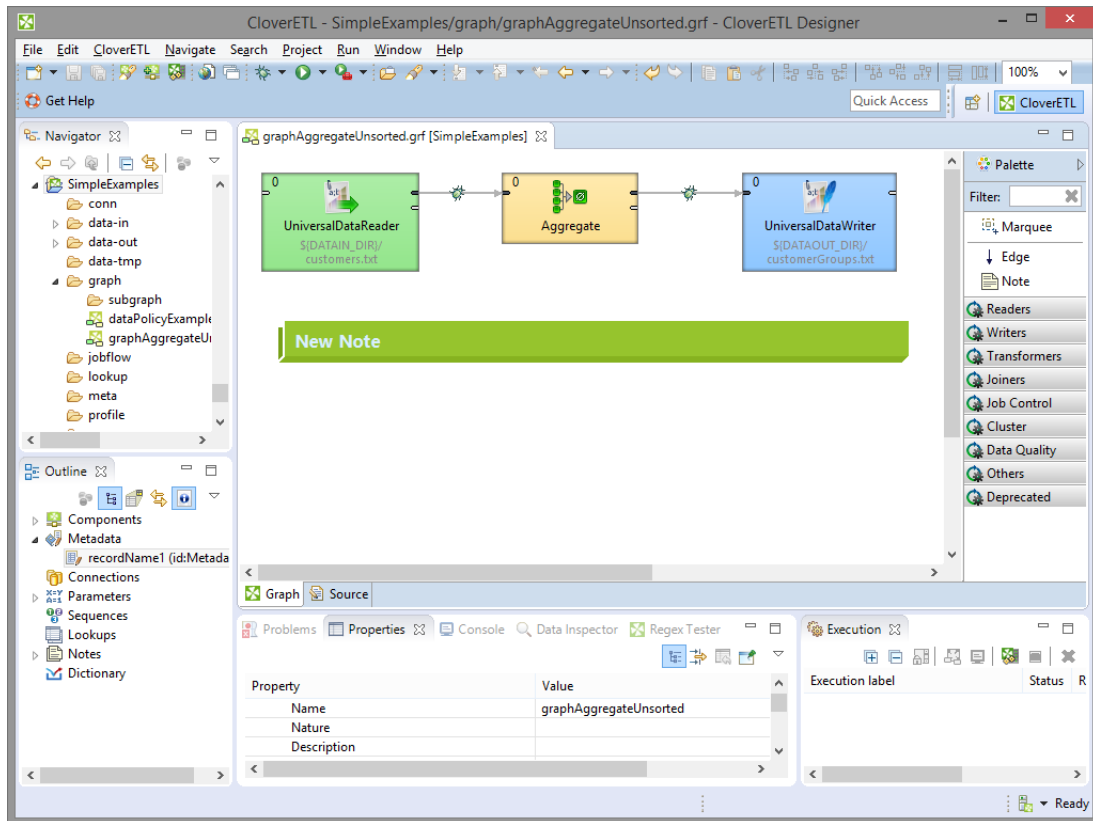 CloverETL - SimpleExamples/graph/graphAggregateUnsorted.grf - CloverETL Designer
File Edit CloverETL Navigate Search Project Run Window Help
100%
Get Help
Quick Access
CloverETL
Navigator
SimpleExamples
conn
data-in
data-out
data-tmp
graph
subgraph
dataPolicyExample
graphAggregateUn
jobflow
lookup
meta
profile
Outline
Components
Metadata
recordName1 (id:Metada
Connections
Parameters
Sequences
Lookups
Notes
Dictionary
graphAggregateUnsorted.grf [SimpleExamples]
0
UniversalDataReader
${DATAIN_DIR}/
customers.txt
0
Aggregate
0
UniversalDataWriter
${DATAOUT_DIR}/
customerGroups.txt
New Note
Graph Source
Palette
Filter:
Marquee
Edge
Note
Readers
Writers
Transformers
Joiners
Job Control
Cluster
Data Quality
Others
Deprecated
Problems Properties Console Data Inspector Regex Tester
Property Value
Name graphAggregateUnsorted
Nature
Description
Execution
Execution label Status R
Ready